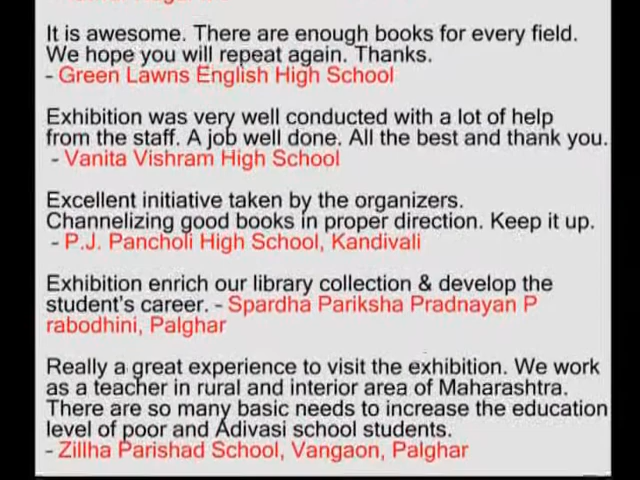 It is awesome. There are enough books for every field.
We hope you will repeat again. Thanks.
- Green Lawns English High School
Exhibition was very well conducted with a lot of help
from the staff. A job well done. All the best and thank you.
- Vanita Vishram High School
Excellent initiative taken by the organizers.
Channelizing good books in proper direction. Keep it up.
- P.J. Pancholi High School, Kandivali
Exhibition enrich our library collection & develop the
student's career. - Spardha Pariksha Pradnayan P
rabodhini, Palghar
Really a great experience to visit the exhibition. We work
as a teacher in rural and interior area of Maharashtra.
There are so many basic needs to increase the education
level of poor and Adivasi school students.
- Zillha Parishad School, Vangaon, Palghar